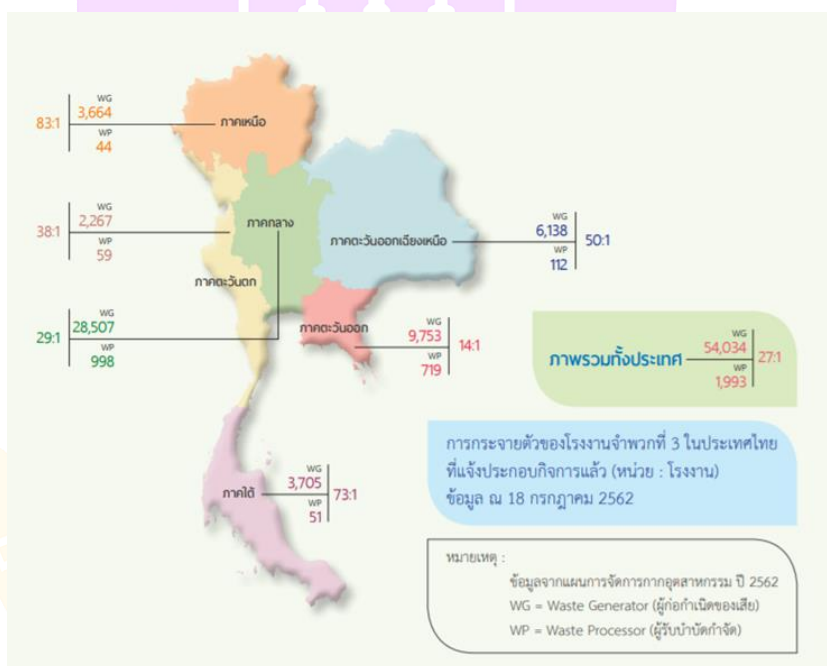 WG
3,664
83:1
WP
44
ภาคเหนือ
WG
2,267
38:1
WP
59
ภาคตะวันตก
ภาคกลาง
WG
28,507
29:1
WP
998
ภาคตะวันออกเฉียงเหนือ
WG
6,138
50:1
WP
112
ภาคตะวันออก
WG
9,753
14:1
WP
719
ภาคใต้
WG
3,705
73:1
WP
51
ภาพรวมทั้งประเทศ
WG
54,034
27:1
WP
1,993
การกระจายตัวของโรงงานจำพวกที่ 3 ในประเทศไทย
ที่แจ้งประกอบกิจการแล้ว (หน่วย : โรงงาน)
ข้อมูล ณ 18 กรกฎาคม 2562
หมายเหตุ :
ข้อมูลจากแผนการจัดการกากอุตสาหกรรม ปี 2562
WG = Waste Generator (ผู้ก่อกำเนิดของเสีย)
WP = Waste Processor (ผู้รับบำบัดกำจัด)